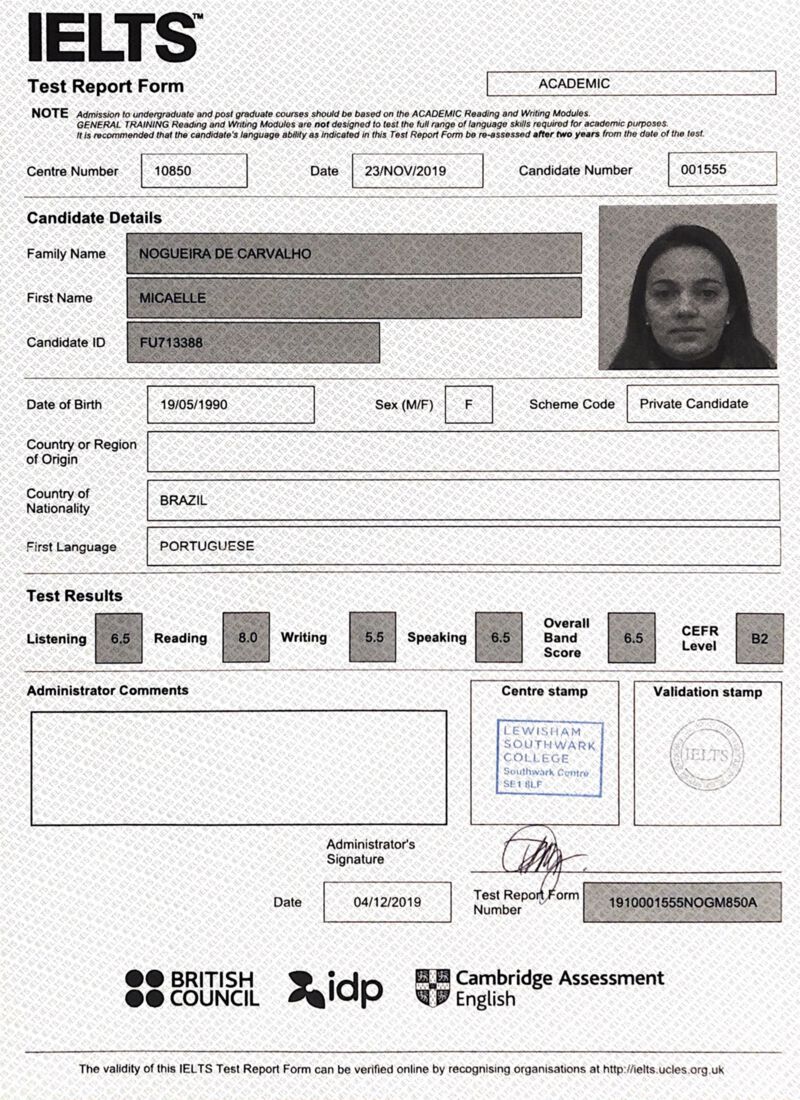 IELTS™
Test Report Form
ACADEMIC
NOTE Admission to undergraduate and post graduate courses should be based on the ACADEMIC Reading and Writing Modules.
GENERAL TRAINING Reading and Writing Modules are not designed to test the full range of language skills required for academic purposes.
It is recommended that the candidate's language ability as indicated in this Test Report Form be re-assessed after two years from the date of the test.
Centre Number 10850 Date 23/NOV/2019 Candidate Number 001555
Candidate Details
Family Name NOGUEIRA DE CARVALHO
First Name MICAELLE
Candidate ID FU713388
Date of Birth 19/05/1990 Sex (M/F) F Scheme Code Private Candidate
Country or Region
of Origin
Country of
Nationality
BRAZIL
First Language PORTUGUESE
Test Results
Listening 6.5 Reading 8.0 Writing 5.5 Speaking 6.5 Overall Band Score 6.5 CEFR Level B2
Administrator Comments
Centre stamp
Validation stamp
LEWISHAM
SOUTHWARK
COLLEGE
Southwark Centre
SE1 8LF
IELTS
Administrator's
Signature
Date 04/12/2019
Test Report Form
Number
1910001555NOGM850A
BRITISH
COUNCIL
idp
Cambridge Assessment
English
The validity of this IELTS Test Report Form can be verified online by recognising organisations at http://ielts.ucles.org.uk